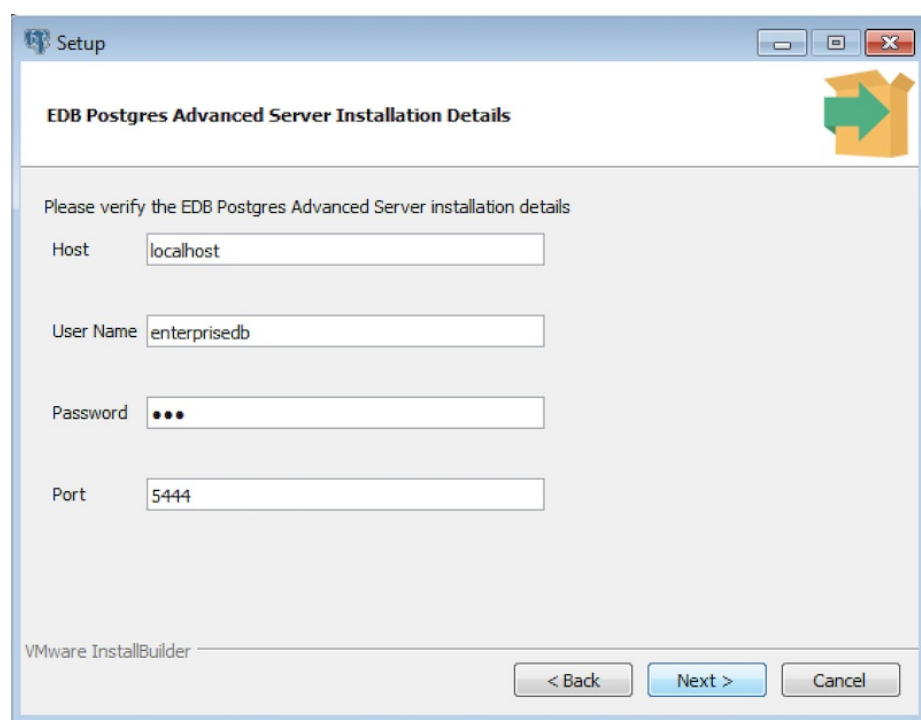 Setup
EDB Postgres Advanced Server Installation Details
Please verify the EDB Postgres Advanced Server installation details
Host localhost
User Name enterprisedb
Password •••
Port 5444
VMware InstallBuilder
< Back Next > Cancel